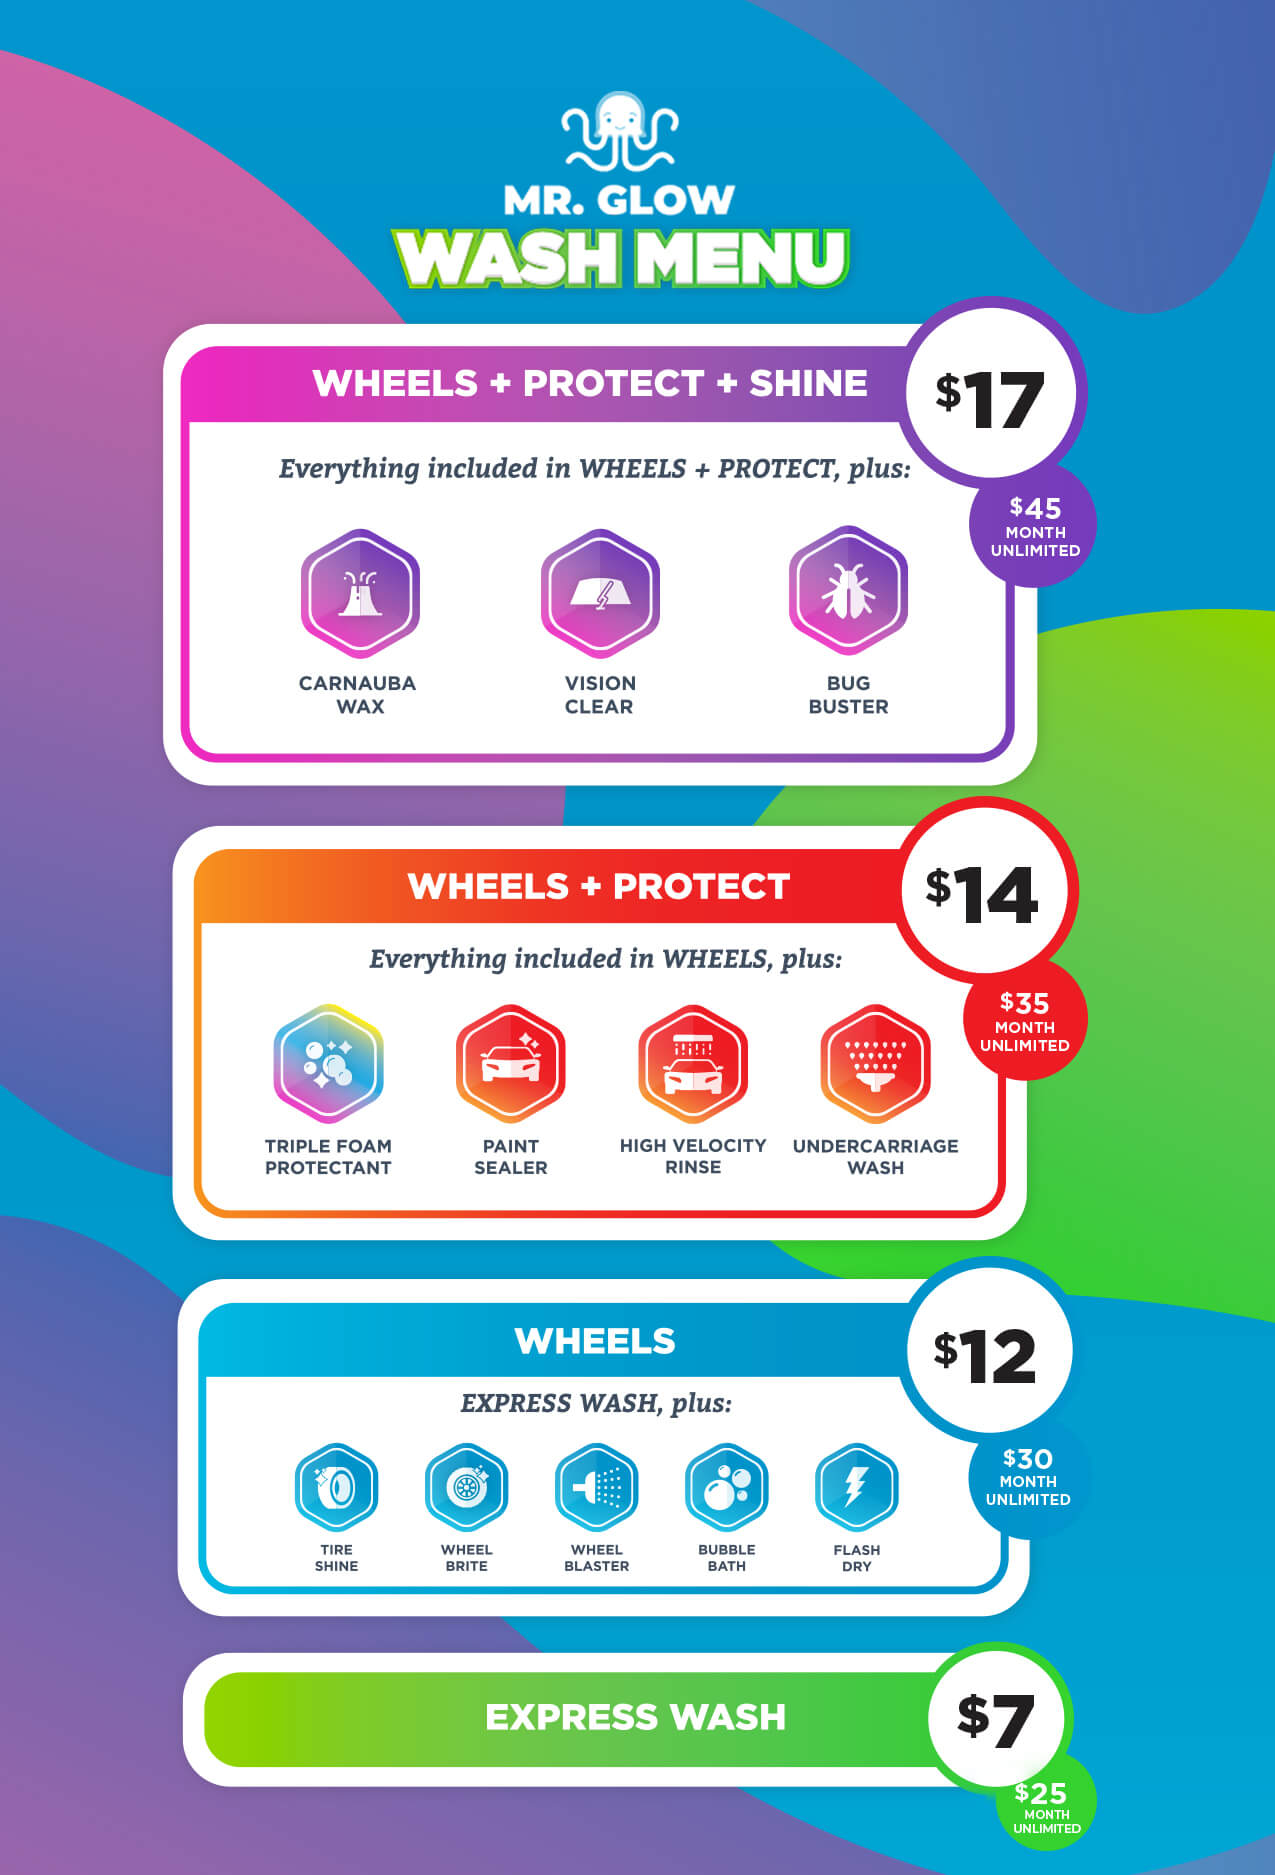 MR. GLOW
WASH MENU
WHEELS + PROTECT + SHINE
$17
$45
MONTH
UNLIMITED
Everything included in WHEELS + PROTECT, plus:
CARNAUBA
WAX
VISION
CLEAR
BUG
BUSTER
WHEELS + PROTECT
$14
$35
MONTH
UNLIMITED
Everything included in WHEELS, plus:
TRIPLE FOAM
PROTECTANT
PAINT
SEALER
HIGH VELOCITY
RINSE
UNDERCARRIAGE
WASH
WHEELS
$12
$30
MONTH
UNLIMITED
EXPRESS WASH, plus:
TIRE
SHINE
WHEEL
BRITE
WHEEL
BLASTER
BUBBLE
BATH
FLASH
DRY
EXPRESS WASH
$7
$25
MONTH
UNLIMITED